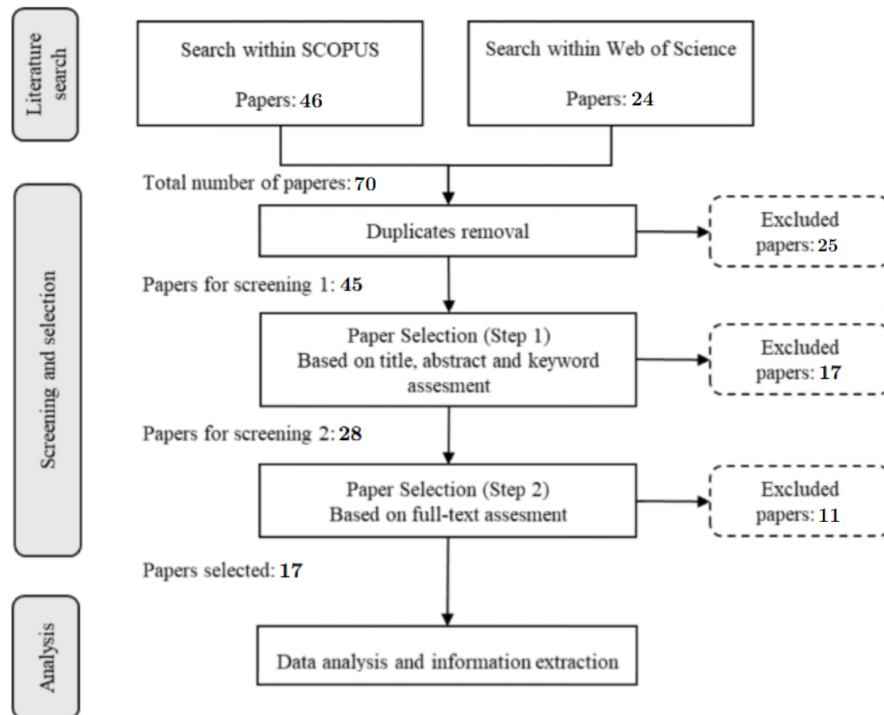 Literature
search
Search within SCOPUS
Papers: 46
Search within Web of Science
Papers: 24
Screening and selection
Total number of paperes: 70
Duplicates removal
Excluded
papers: 25
Papers for screening 1: 45
Paper Selection (Step 1)
Based on title, abstract and keyword
assesment
Excluded
papers: 17
Papers for screening 2: 28
Paper Selection (Step 2)
Based on full-text assesment
Excluded
papers: 11
Papers selected: 17
Analysis
Data analysis and information extraction